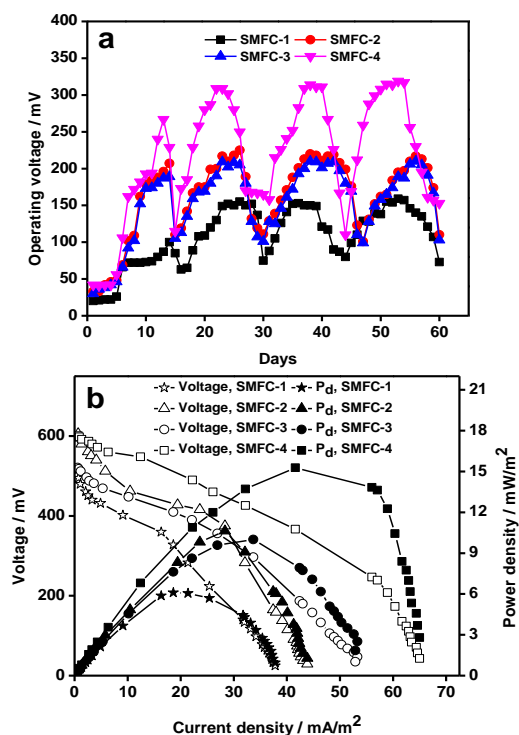 a
SMFC-1 SMFC-2
SMFC-3 SMFC-4
Operating voltage / mV
400
350
300
250
200
150
100
50
0
0 10 20 30 40 50 60
Days
b
Voltage, SMFC-1 Pd, SMFC-1
Voltage, SMFC-2 Pd, SMFC-2
Voltage, SMFC-3 Pd, SMFC-3
Voltage, SMFC-4 Pd, SMFC-4
Voltage / mV
600
400
200
0
21
18
15
12
9
6
3
0
Power density / mW/m²
0 10 20 30 40 50 60 70
Current density / mA/m²